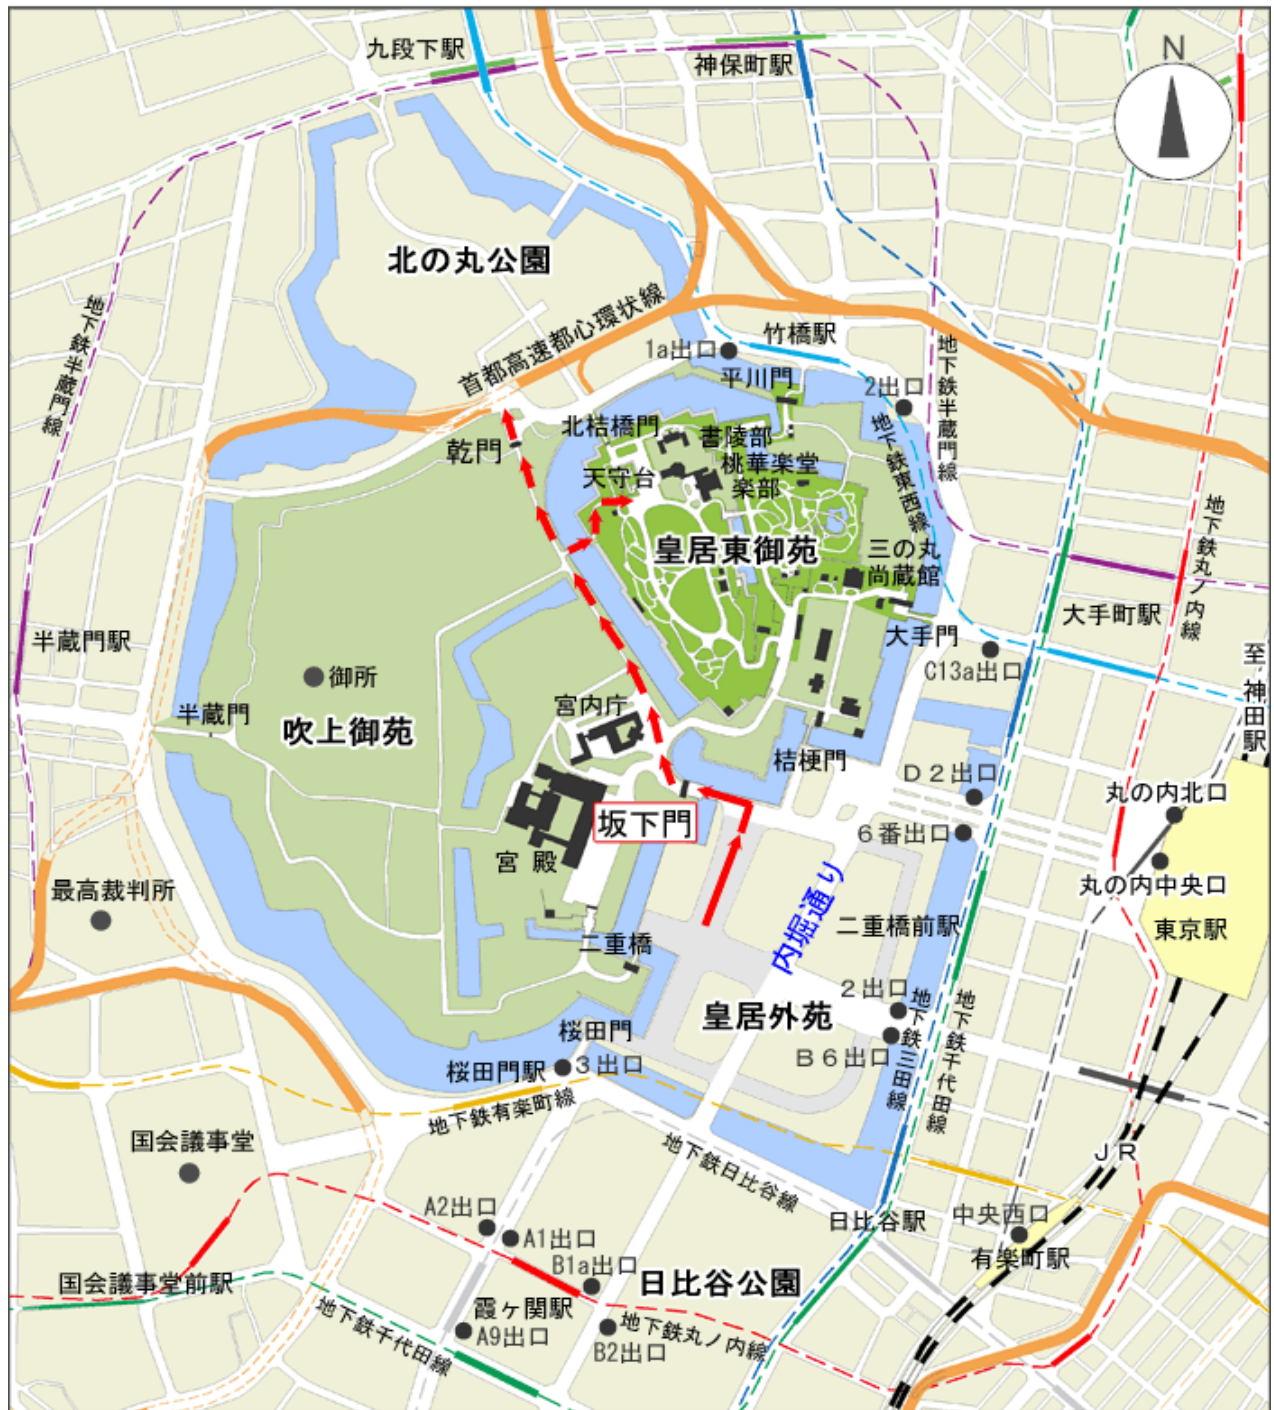 九段下駅
神保町駅
N
北の丸公園
地下鉄半蔵門線
首都高速都心環状線
1a出口
竹橋駅
平川門
2出口
地下鉄半蔵門線
地下鉄東西線
北桔橋門
書陵部
乾門
天守台
桃華楽堂
楽部
地下鉄丸ノ内線
皇居東御苑
三の丸
尚蔵館
大手町駅
大手門
半蔵門駅
御所
C13a出口
至 神田駅
半蔵門
吹上御苑
宮内庁
桔梗門
D2出口
丸の内北口
坂下門
6番出口
宮 殿
丸の内中央口
最高裁判所
内堀通り
二重橋前駅
東京駅
二重橋
2出口
皇居外苑
桜田門
B6出口
地下鉄三田線
地下鉄千代田線
桜田門駅
3出口
地下鉄有楽町線
国会議事堂
地下鉄日比谷線
JR
A2出口
A1出口
日比谷駅
中央西口
有楽町駅
B1a出口
国会議事堂前駅
日比谷公園
霞ヶ関駅
A9出口
地下鉄丸ノ内線
B2出口
地下鉄千代田線